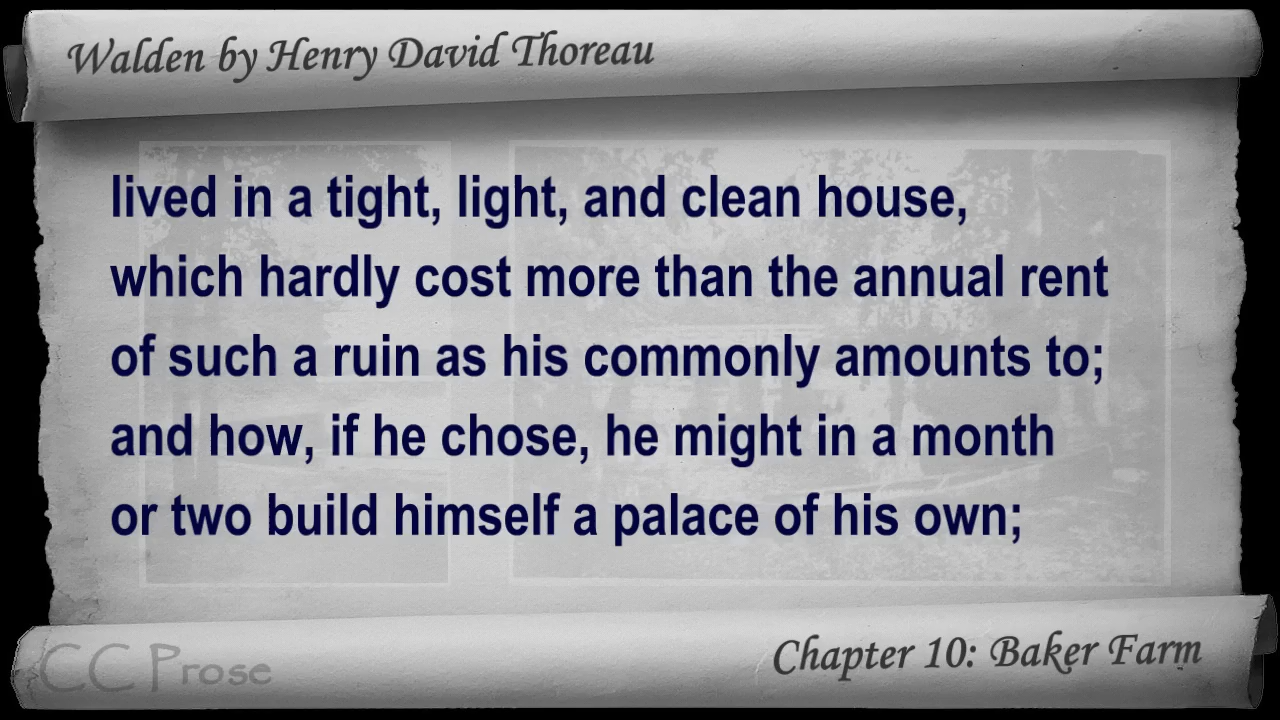 Walden by Henry David Thoreau
lived in a tight, light, and clean house,
which hardly cost more than the annual rent
of such a ruin as his commonly amounts to;
and how, if he chose, he might in a month
or two build himself a palace of his own;
CC Prose
Chapter 10: Baker Farm